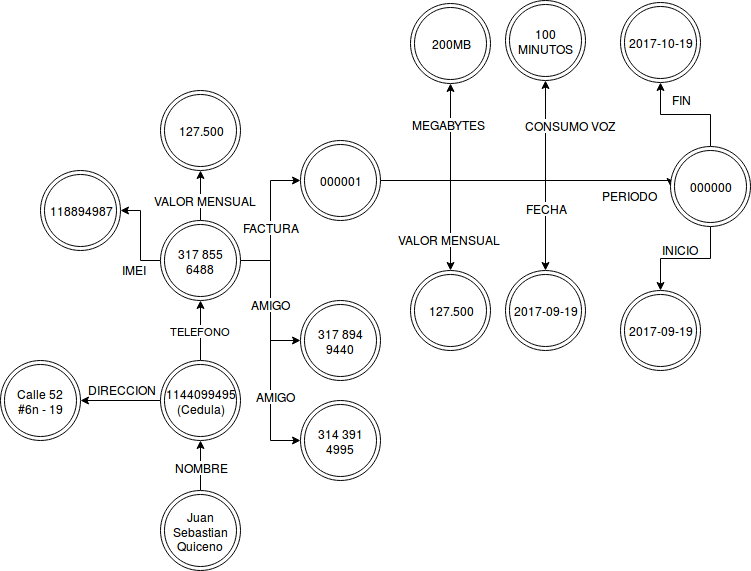 200MB
100
MINUTOS
2017-10-19
FIN
MEGABYTES
CONSUMO VOZ
127.500
VALOR MENSUAL
118894987
IMEI
317 855
6488
FACTURA
000001
PERIODO
000000
FECHA
VALOR MENSUAL
INICIO
127.500
2017-09-19
2017-09-19
AMIGO
317 894
9440
TELEFONO
DIRECCION
Calle 52
#6n - 19
1144099495
(Cedula)
AMIGO
314 391
4995
NOMBRE
Juan
Sebastian
Quiceno